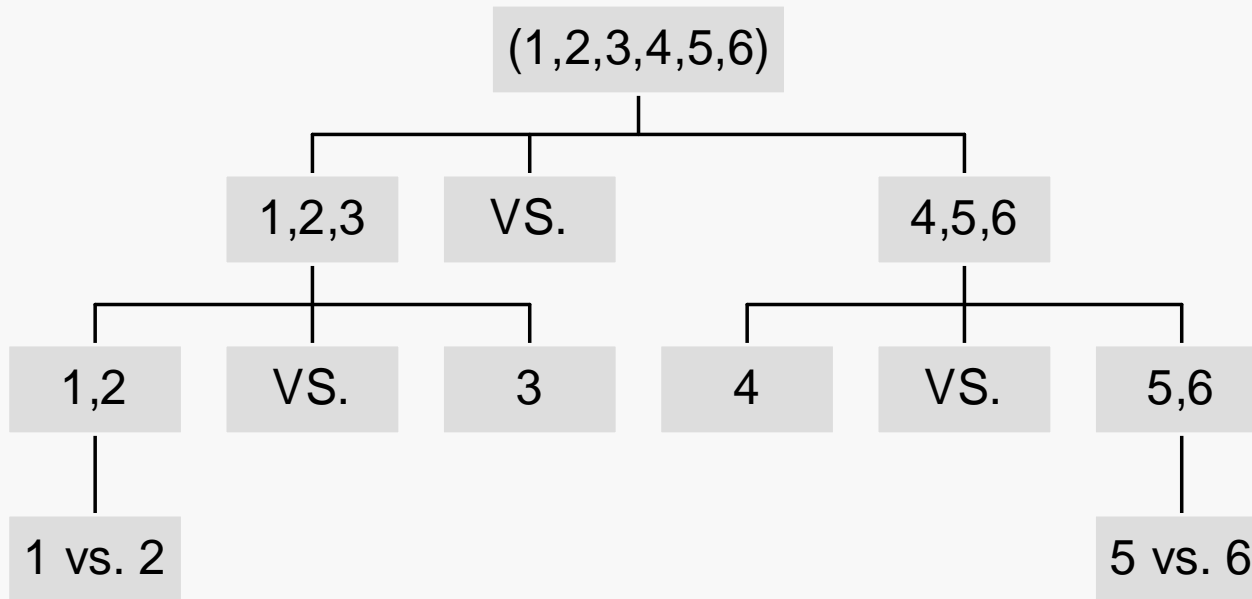 (1,2,3,4,5,6)
1,2,3 VS. 4,5,6
1,2 VS. 3 4 VS. 5,6
1 vs. 2 5 vs. 6